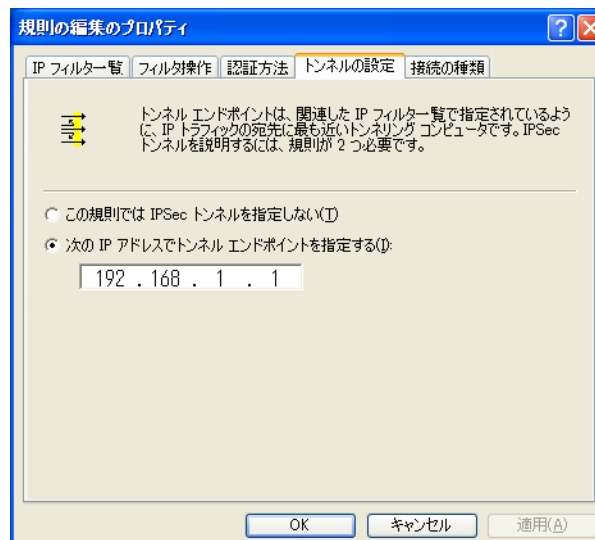 規則の編集のプロパティ
IP フィルター覧 フィルタ操作 認証方法 トンネルの設定 接続の種類
トンネル エンドポイントは、関連した IP フィルター覧で指定されているよう
に、IP トラフィックの宛先に最も近いトンネリング コンピュータです。IPSec
トンネルを説明するには、規則が 2 つ必要です。
この規則では IPSec トンネルを指定しない(T)
次の IP アドレスでトンネル エンドポイントを指定する(I):
192 . 168 . 1 . 1
OK キャンセル 適用(A)